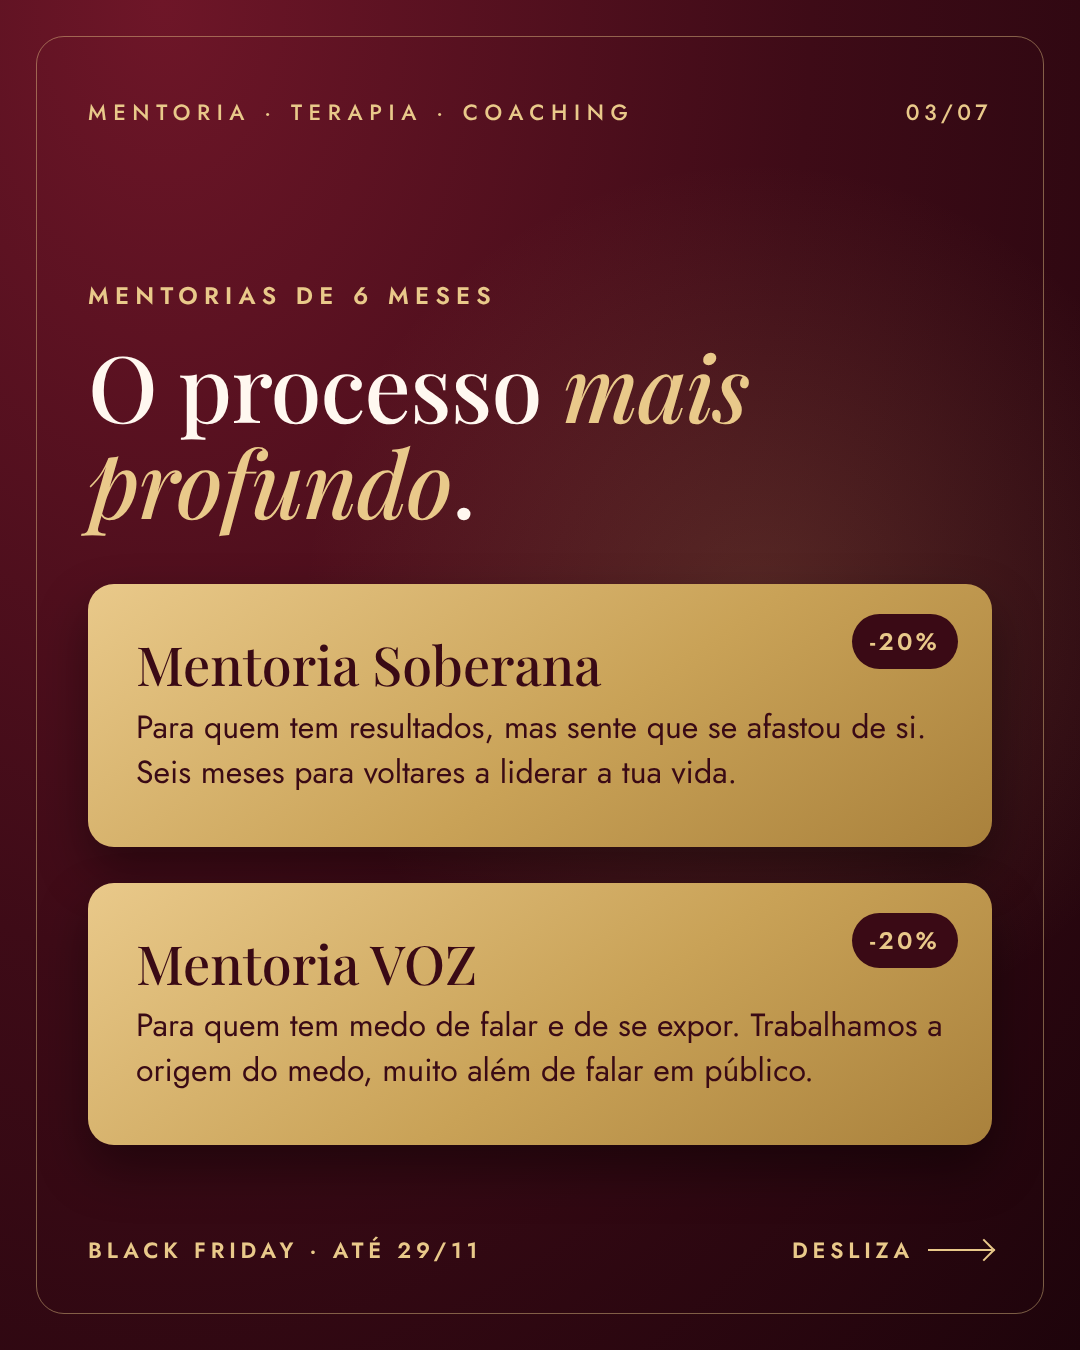 MENTORIA · TERAPIA · COACHING
03/07
MENTORIAS DE 6 MESES
O processo mais
profundo.
Mentoria Soberana
-20%
Para quem tem resultados, mas sente que se afastou de si.
Seis meses para voltares a liderar a tua vida.
Mentoria VOZ
-20%
Para quem tem medo de falar e de se expor. Trabalhamos a
origem do medo, muito além de falar em público.
BLACK FRIDAY · ATÉ 29/11
DESLIZA